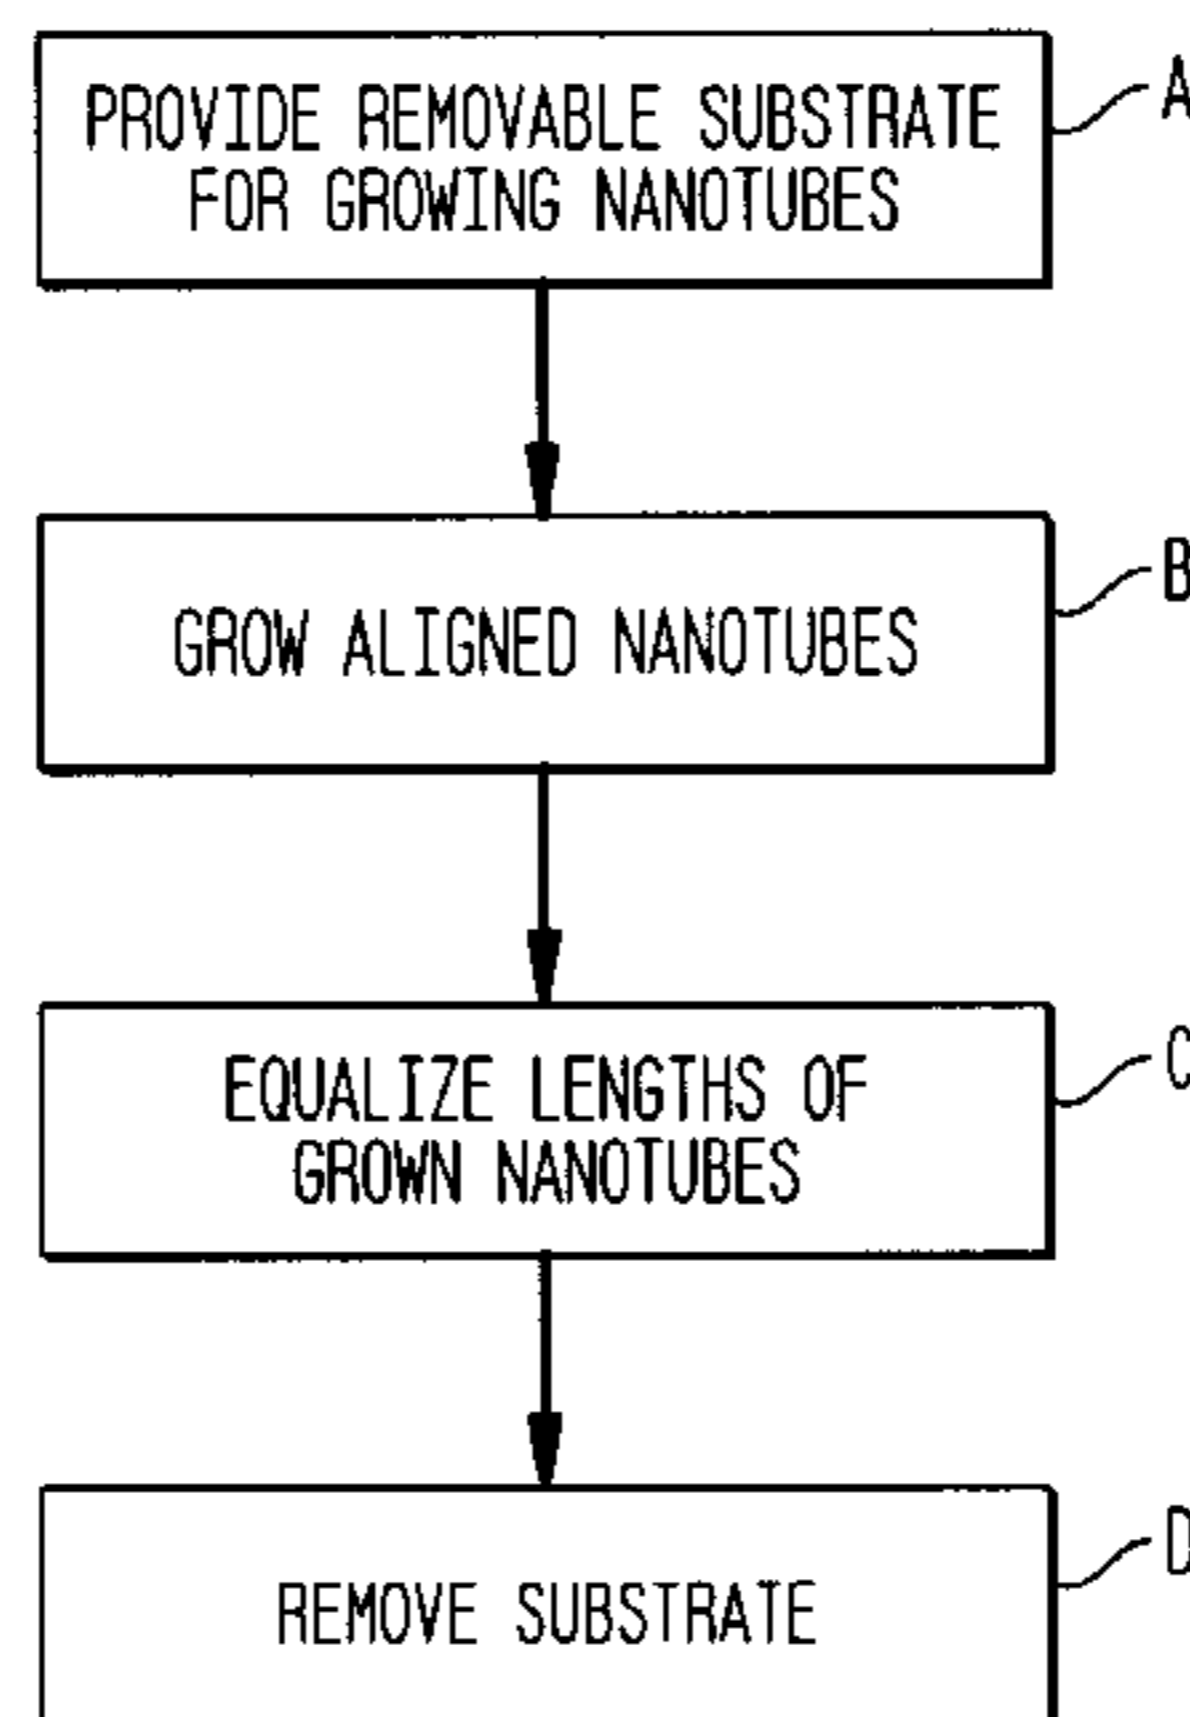 PROVIDE REMOVABLE SUBSTRATE
FOR GROWING NANOTUBES
A
GROW ALIGNED NANOTUBES
B
EQUALIZE LENGTHS OF
GROWN NANOTUBES
C
REMOVE SUBSTRATE
D